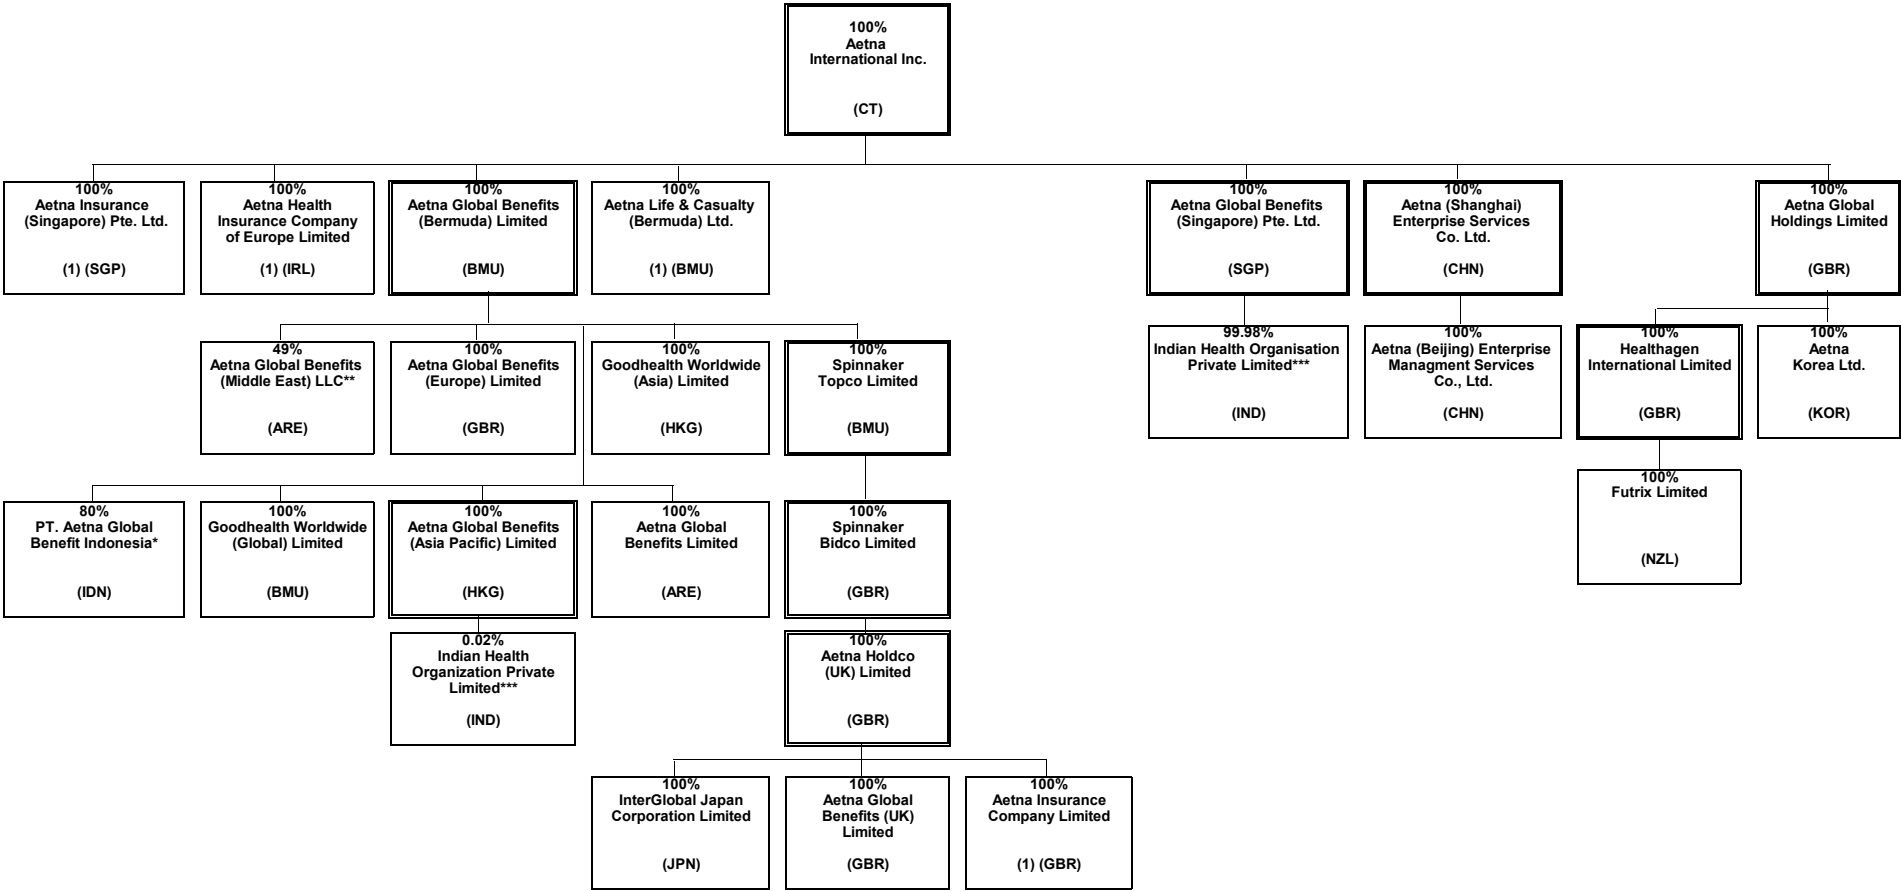 100%
Aetna
International Inc.
(CT)
100%
Aetna Insurance
(Singapore) Pte. Ltd.
(1) (SGP)
100%
Aetna Health
Insurance Company
of Europe Limited
(1) (IRL)
100%
Aetna Global Benefits
(Bermuda) Limited
(BMU)
100%
Aetna Life & Casualty
(Bermuda) Ltd.
(1) (BMU)
100%
Aetna Global Benefits
(Singapore) Pte. Ltd.
(SGP)
100%
Aetna (Shanghai)
Enterprise Services
Co. Ltd.
(CHN)
100%
Aetna Global
Holdings Limited
(GBR)
49%
Aetna Global Benefits
(Middle East) LLC**
(ARE)
100%
Aetna Global Benefits
(Europe) Limited
(GBR)
100%
Goodhealth Worldwide
(Asia) Limited
(HKG)
100%
Spinnaker
Topco Limited
(BMU)
99.98%
Indian Health Organisation
Private Limited***
(IND)
100%
Aetna (Beijing) Enterprise
Managment Services
Co., Ltd.
(CHN)
100%
Healthagen
International Limited
(GBR)
100%
Aetna
Korea Ltd.
(KOR)
100%
Futrix Limited
(NZL)
80%
PT. Aetna Global
Benefit Indonesia*
(IDN)
100%
Goodhealth Worldwide
(Global) Limited
(BMU)
100%
Aetna Global Benefits
(Asia Pacific) Limited
(HKG)
100%
Aetna Global
Benefits Limited
(ARE)
100%
Spinnaker
Bidco Limited
(GBR)
0.02%
Indian Health
Organization Private
Limited***
(IND)
100%
Aetna Holdco
(UK) Limited
(GBR)
100%
InterGlobal Japan
Corporation Limited
(JPN)
100%
Aetna Global
Benefits (UK)
Limited
(GBR)
100%
Aetna Insurance
Company Limited
(1) (GBR)